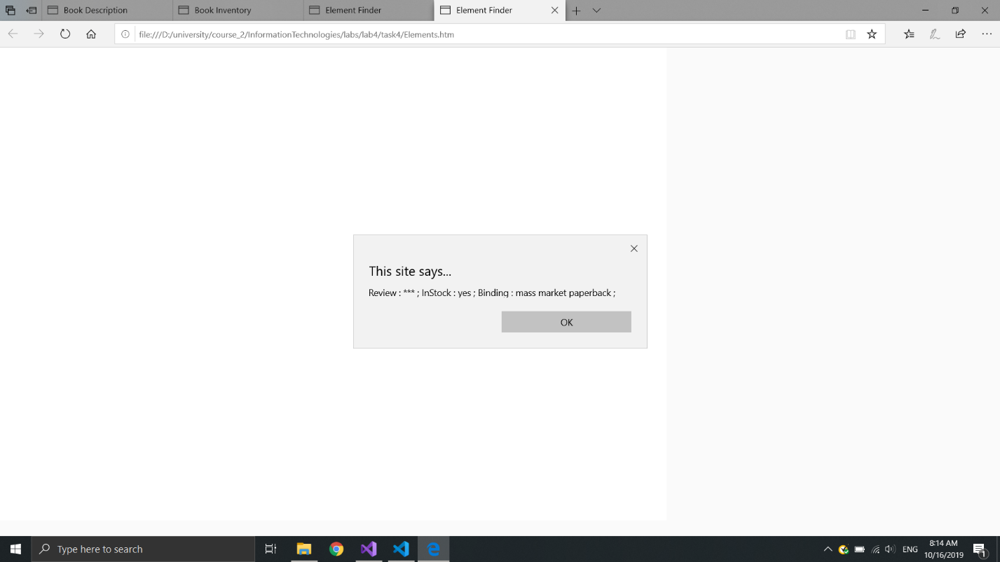 Book Description
Book Inventory
Element Finder
Element Finder
file:///D:/university/course_2/InformationTechnologies/labs/lab4/task4/Elements.htm
This site says...
Review : *** ; InStock : yes ; Binding : mass market paperback ;
OK
Type here to search
ENG
8:14 AM
10/16/2019
1